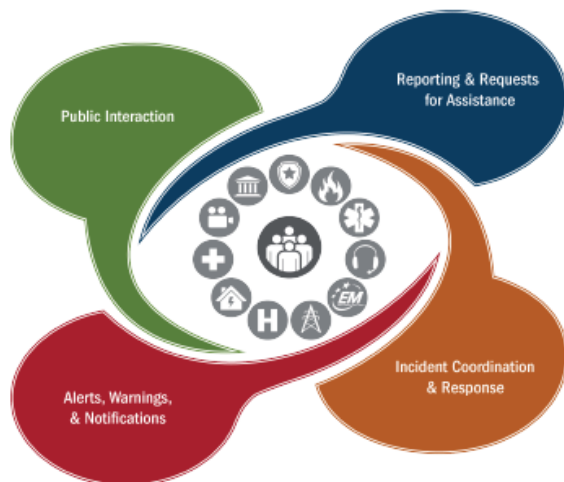 Public Interaction
Reporting & Requests
for Assistance
H
EM
Incident Coordination
& Response
Alerts, Warnings,
& Notifications